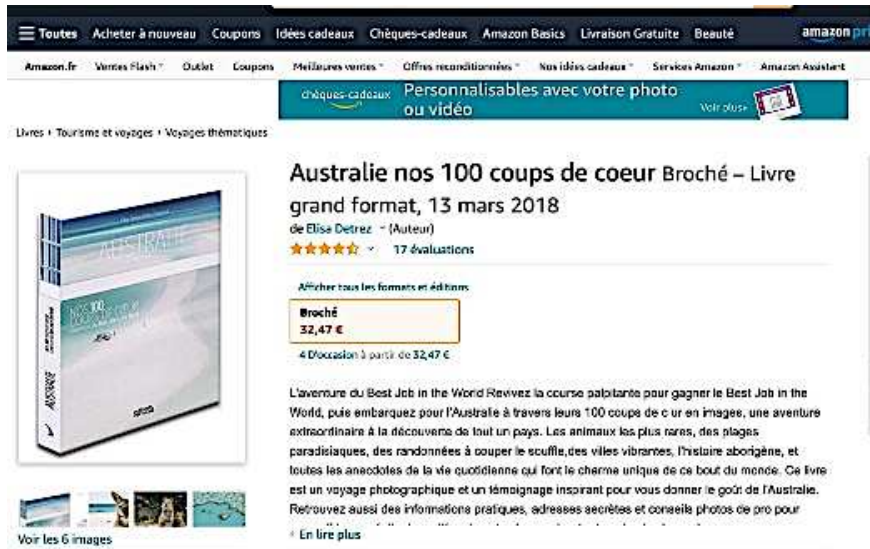 Toutes Acheter à nouveau Coupons Idées cadeaux Chèques-cadeaux Amazon Basics Livraison Gratuite Beauté amazon pri
Amazon.fr Ventes Flash Outlet Coupons Meilleures ventes Offres reconditionnées Nos idées cadeaux Services Amazon Amazon Assistant
chèques-cadeaux Personnalisables avec votre photo
ou vidéo
Voir plus
Livres › Tourisme et voyages › Voyages thématiques
Australie nos 100 coups de coeur Broché – Livre
grand format, 13 mars 2018
de Elisa Detrez (Auteur)
17 évaluations
Afficher tous les formats et éditions
Broché
32,47 €
4 D'occasion à partir de 32,47 €
L'aventure du Best Job in the World Revivez la course palpitante pour gagner le Best Job in the
World, puis embarquez pour l'Australie à travers leurs 100 coups de c ur en images, une aventure
extraordinaire à la découverte de tout un pays. Les animaux les plus rares, des plages
paradisiaques, des randonnées à couper le souffle,des villes vibrantes, l'histoire aborigène, et
toutes les anecdotes de la vie quotidienne qui font le charme unique de ce bout du monde. Ce livre
est un voyage photographique et un témoignage inspirant pour vous donner le goût de l'Australie.
Retrouvez aussi des informations pratiques, adresses secrètes et conseils photos de pro pour
En lire plus
AUSTRALIE
NOS 100
AUSTRALIE
Voir les 6 images